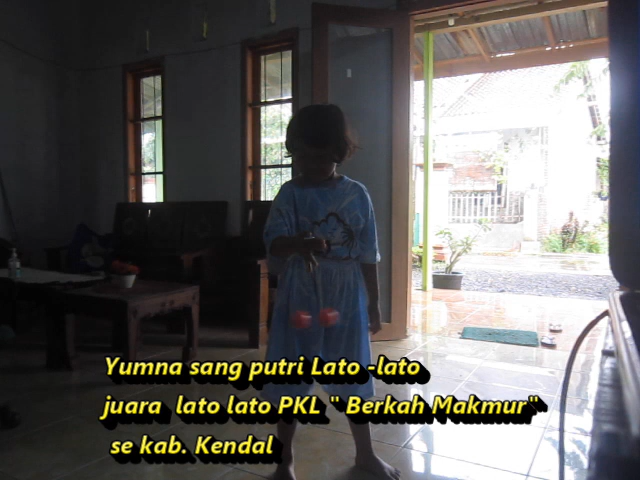 Yumna sang putri Lato -lato
juara lato lato PKL " Berkah Makmur"
se kab. Kendal